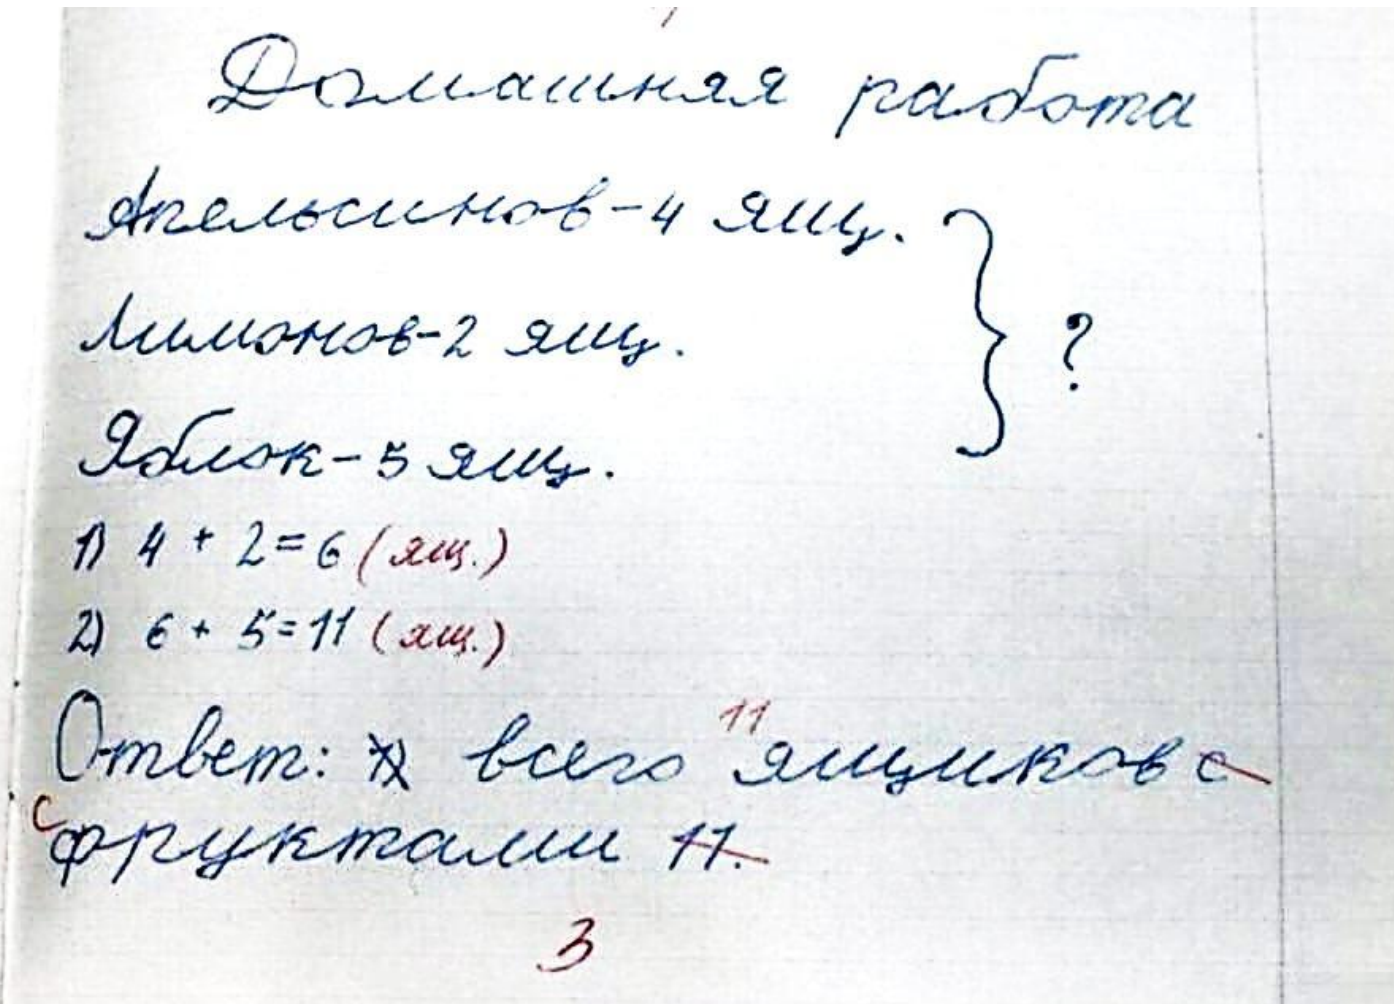 Домашняя работа
Апельсинов-4 ящ.
Лимонов-2 ящ. } ?
Яблок-5 ящ.
1) 4 + 2=6 (ящ.)
2) 6 + 5=11 (ящ.)
11
Ответ: всего ящиков с
с фруктами 11.
3